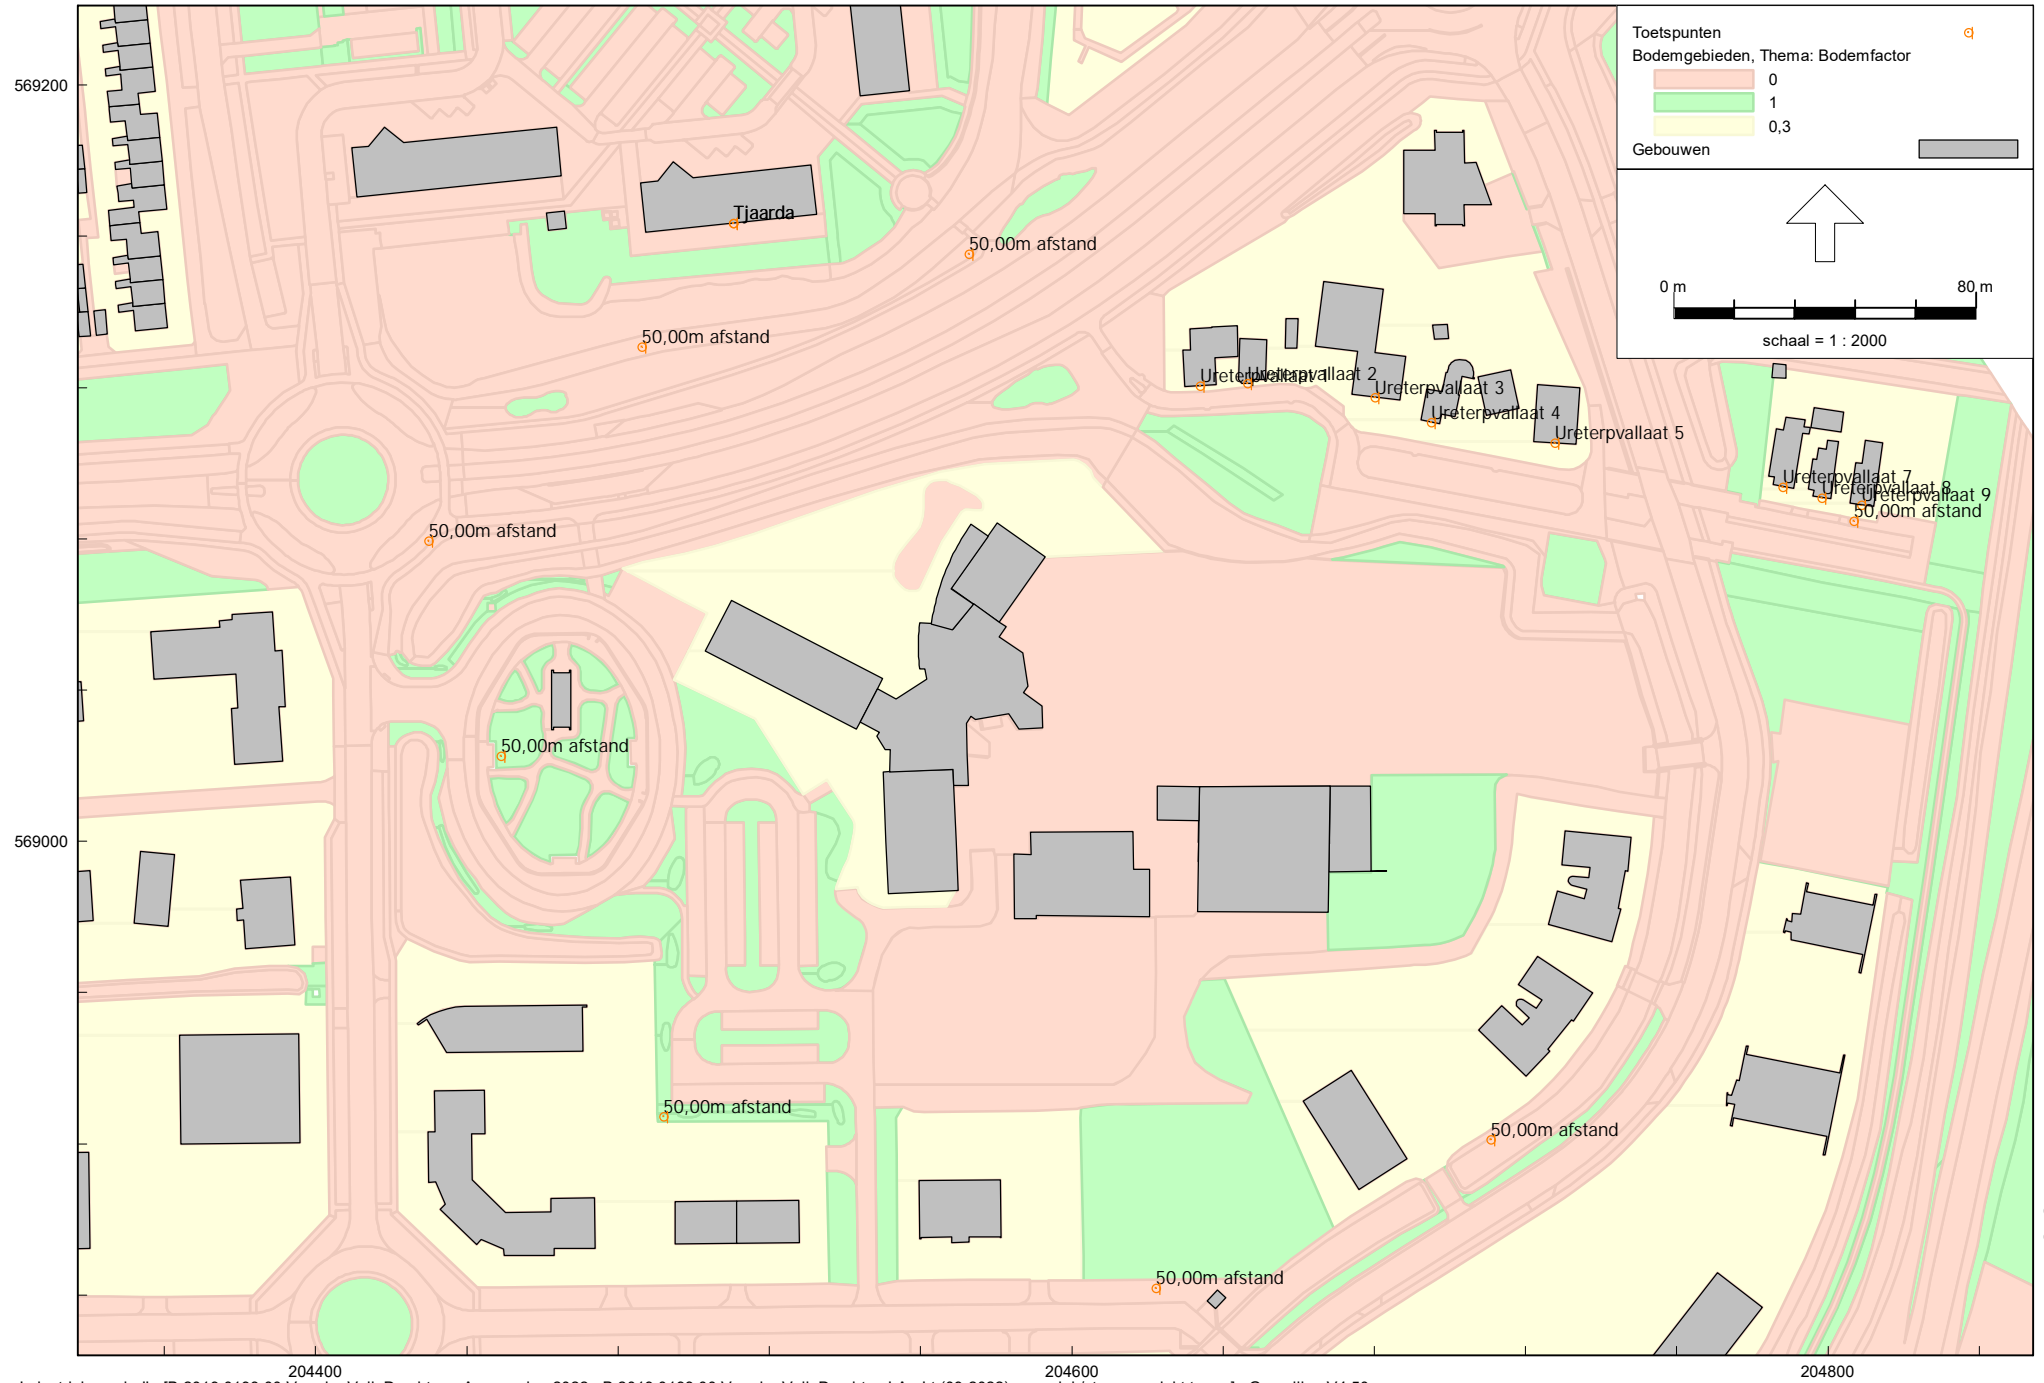 Toetspunten
Bodemgebieden, Thema: Bodemfactor
0
1
0,3
Gebouwen
0 m
80 m
schaal = 1 : 2000
569200
Tjaarda
50,00m afstand
50,00m afstand
Ureterpvallaat 1
Ureterpvallaat 2
Ureterpvallaat 3
Ureterpvallaat 4
Ureterpvallaat 5
Ureterpvallaat 7
Ureterpvallaat 8
Ureterpvallaat 9
50,00m afstand
50,00m afstand
50,00m afstand
569000
50,00m afstand
50,00m afstand
50,00m afstand
204400
204600
204800